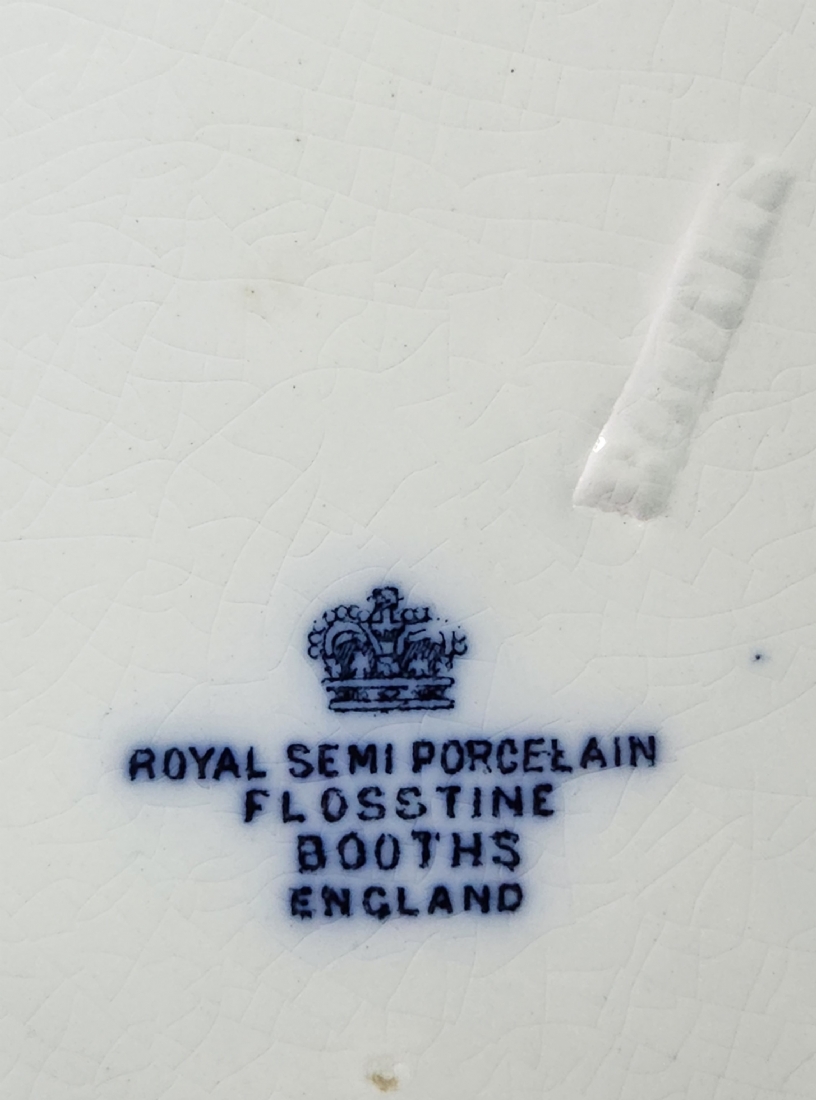 ROYAL SEMI PORCELAIN
FLOSSTINE
BOOTHS
ENGLAND